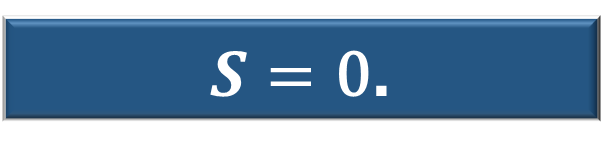 S = 0.